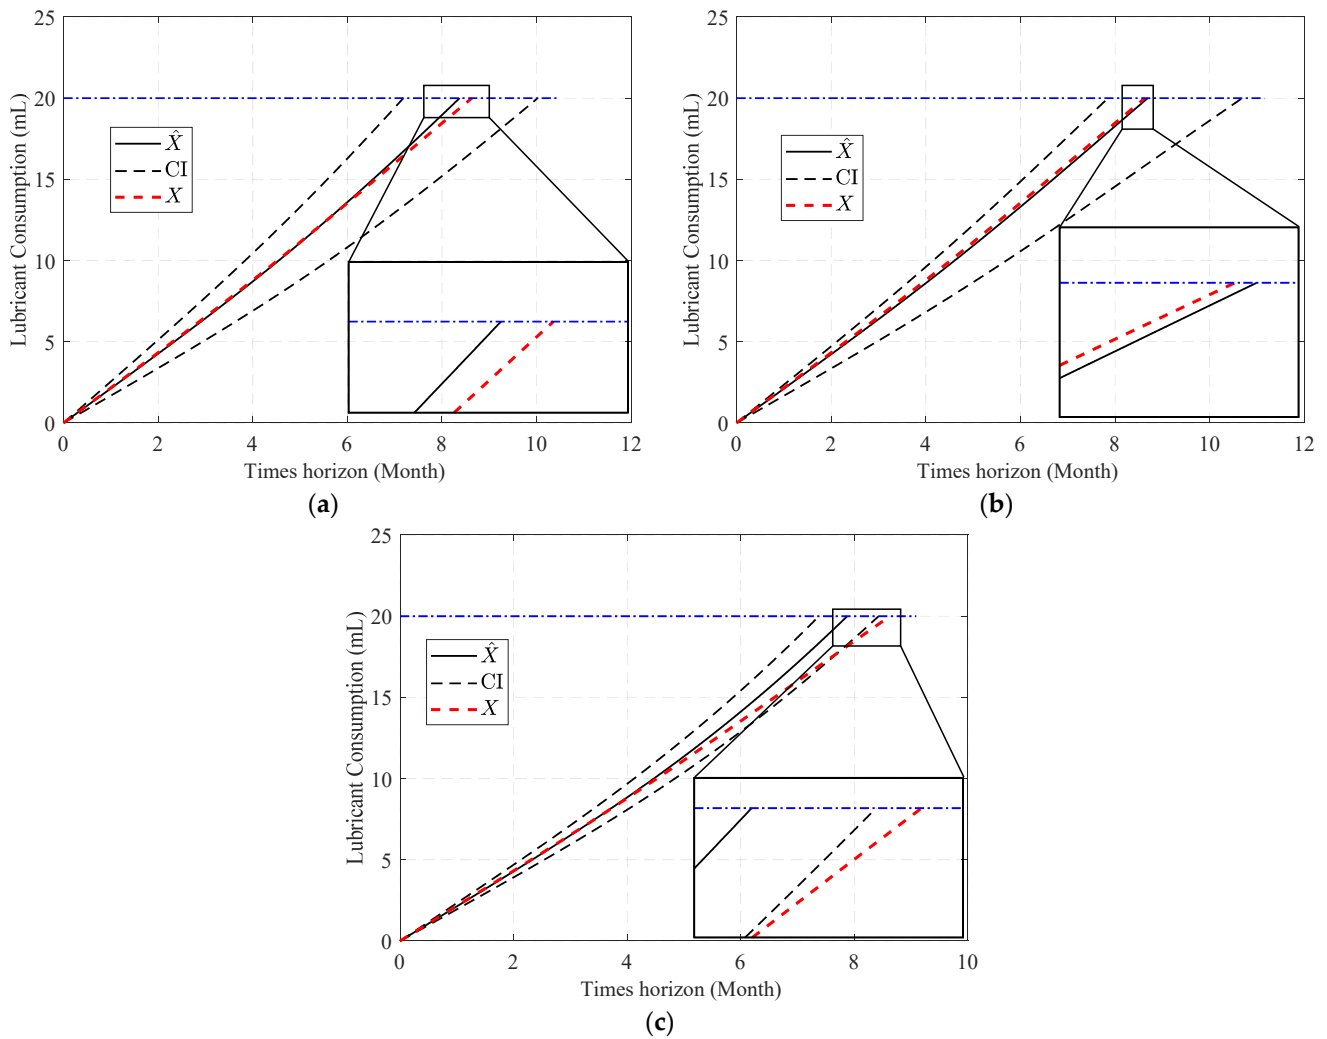 25
20
15
10
5
0
Lubricant Consumption (mL)
X̂
CI
X
0 2 4 6 8 10 12
Times horizon (Month)
(a)
25
20
15
10
5
0
Lubricant Consumption (mL)
X̂
CI
X
0 2 4 6 8 10 12
Times horizon (Month)
(b)
25
20
15
10
5
0
Lubricant Consumption (mL)
X̂
CI
X
0 2 4 6 8 10
Times horizon (Month)
(c)